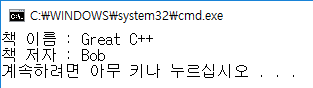 C:₩WINDOWS₩system32₩cmd.exe
책 이름 : Great C++
책 저자 : Bob
계속하려면 아무 키나 누르십시오 . . .